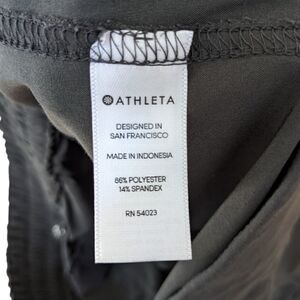 ATHLETA
DESIGNED IN
SAN FRANCISCO
MADE IN INDONESIA
86% POLYESTER
14% SPANDEX
RN 54023